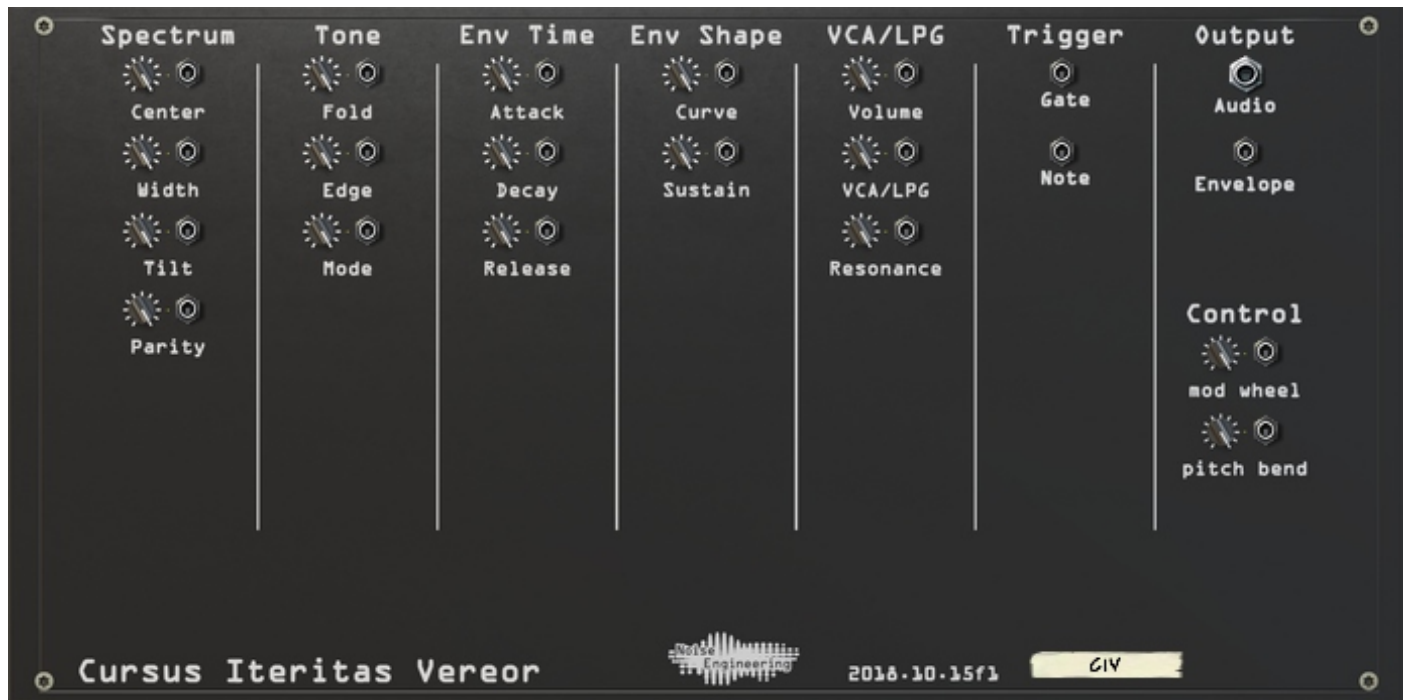 Spectrum Tone Env Time Env Shape VCA/LPG Trigger Output
Center Fold Attack Curve Volume Gate Audio
Width Edge Decay Sustain VCA/LPG Note Envelope
Tilt Mode Release Resonance
Control
Parity
mod wheel
pitch bend
Cursus Iteritas Vereor
Noise
Engineering
2018.10.15f1
CIV